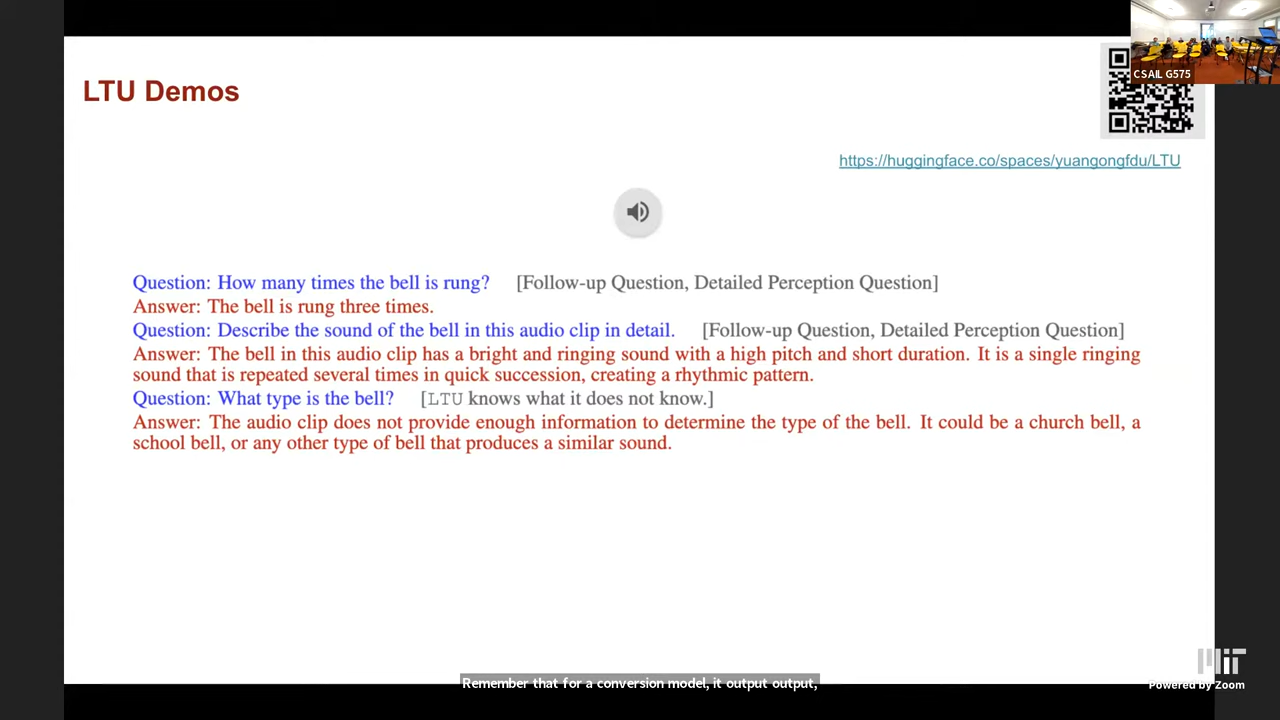 CSAIL G575
LTU Demos
https://huggingface.co/spaces/yuangongfdu/LTU
Question: How many times the bell is rung? [Follow-up Question, Detailed Perception Question]
Answer: The bell is rung three times.
Question: Describe the sound of the bell in this audio clip in detail. [Follow-up Question, Detailed Perception Question]
Answer: The bell in this audio clip has a bright and ringing sound with a high pitch and short duration. It is a single ringing
sound that is repeated several times in quick succession, creating a rhythmic pattern.
Question: What type is the bell? [LTU knows what it does not know.]
Answer: The audio clip does not provide enough information to determine the type of the bell. It could be a church bell, a
school bell, or any other type of bell that produces a similar sound.
MIT
Remember that for a conversion model, it output output,
Powered by Zoom